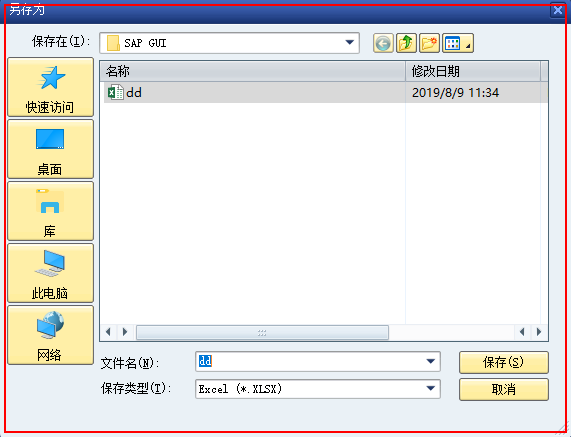 另存为
保存在(I): SAP GUI
名称 修改日期
dd 2019/8/9 11:34
快速访问
桌面
库
此电脑
网络
文件名(N): dd 保存(S)
保存类型(T): Excel (*.XLSX) 取消